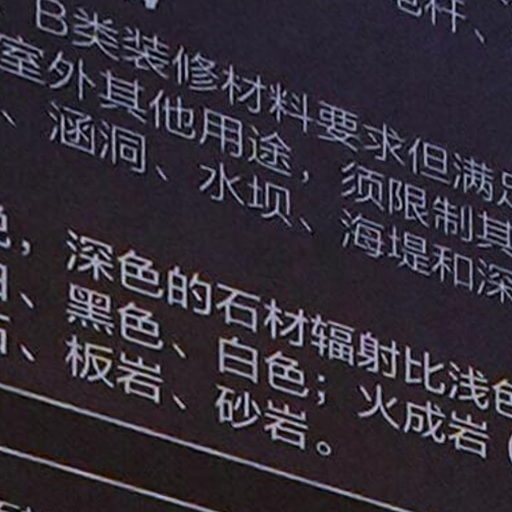 电杆、
B类装修材料要求但满足
室外其他用途，须限制其
、涵洞、水坝、海堤和深
，深色的石材辐射比浅色
、黑色、白色；火成岩（
、板岩、砂岩。